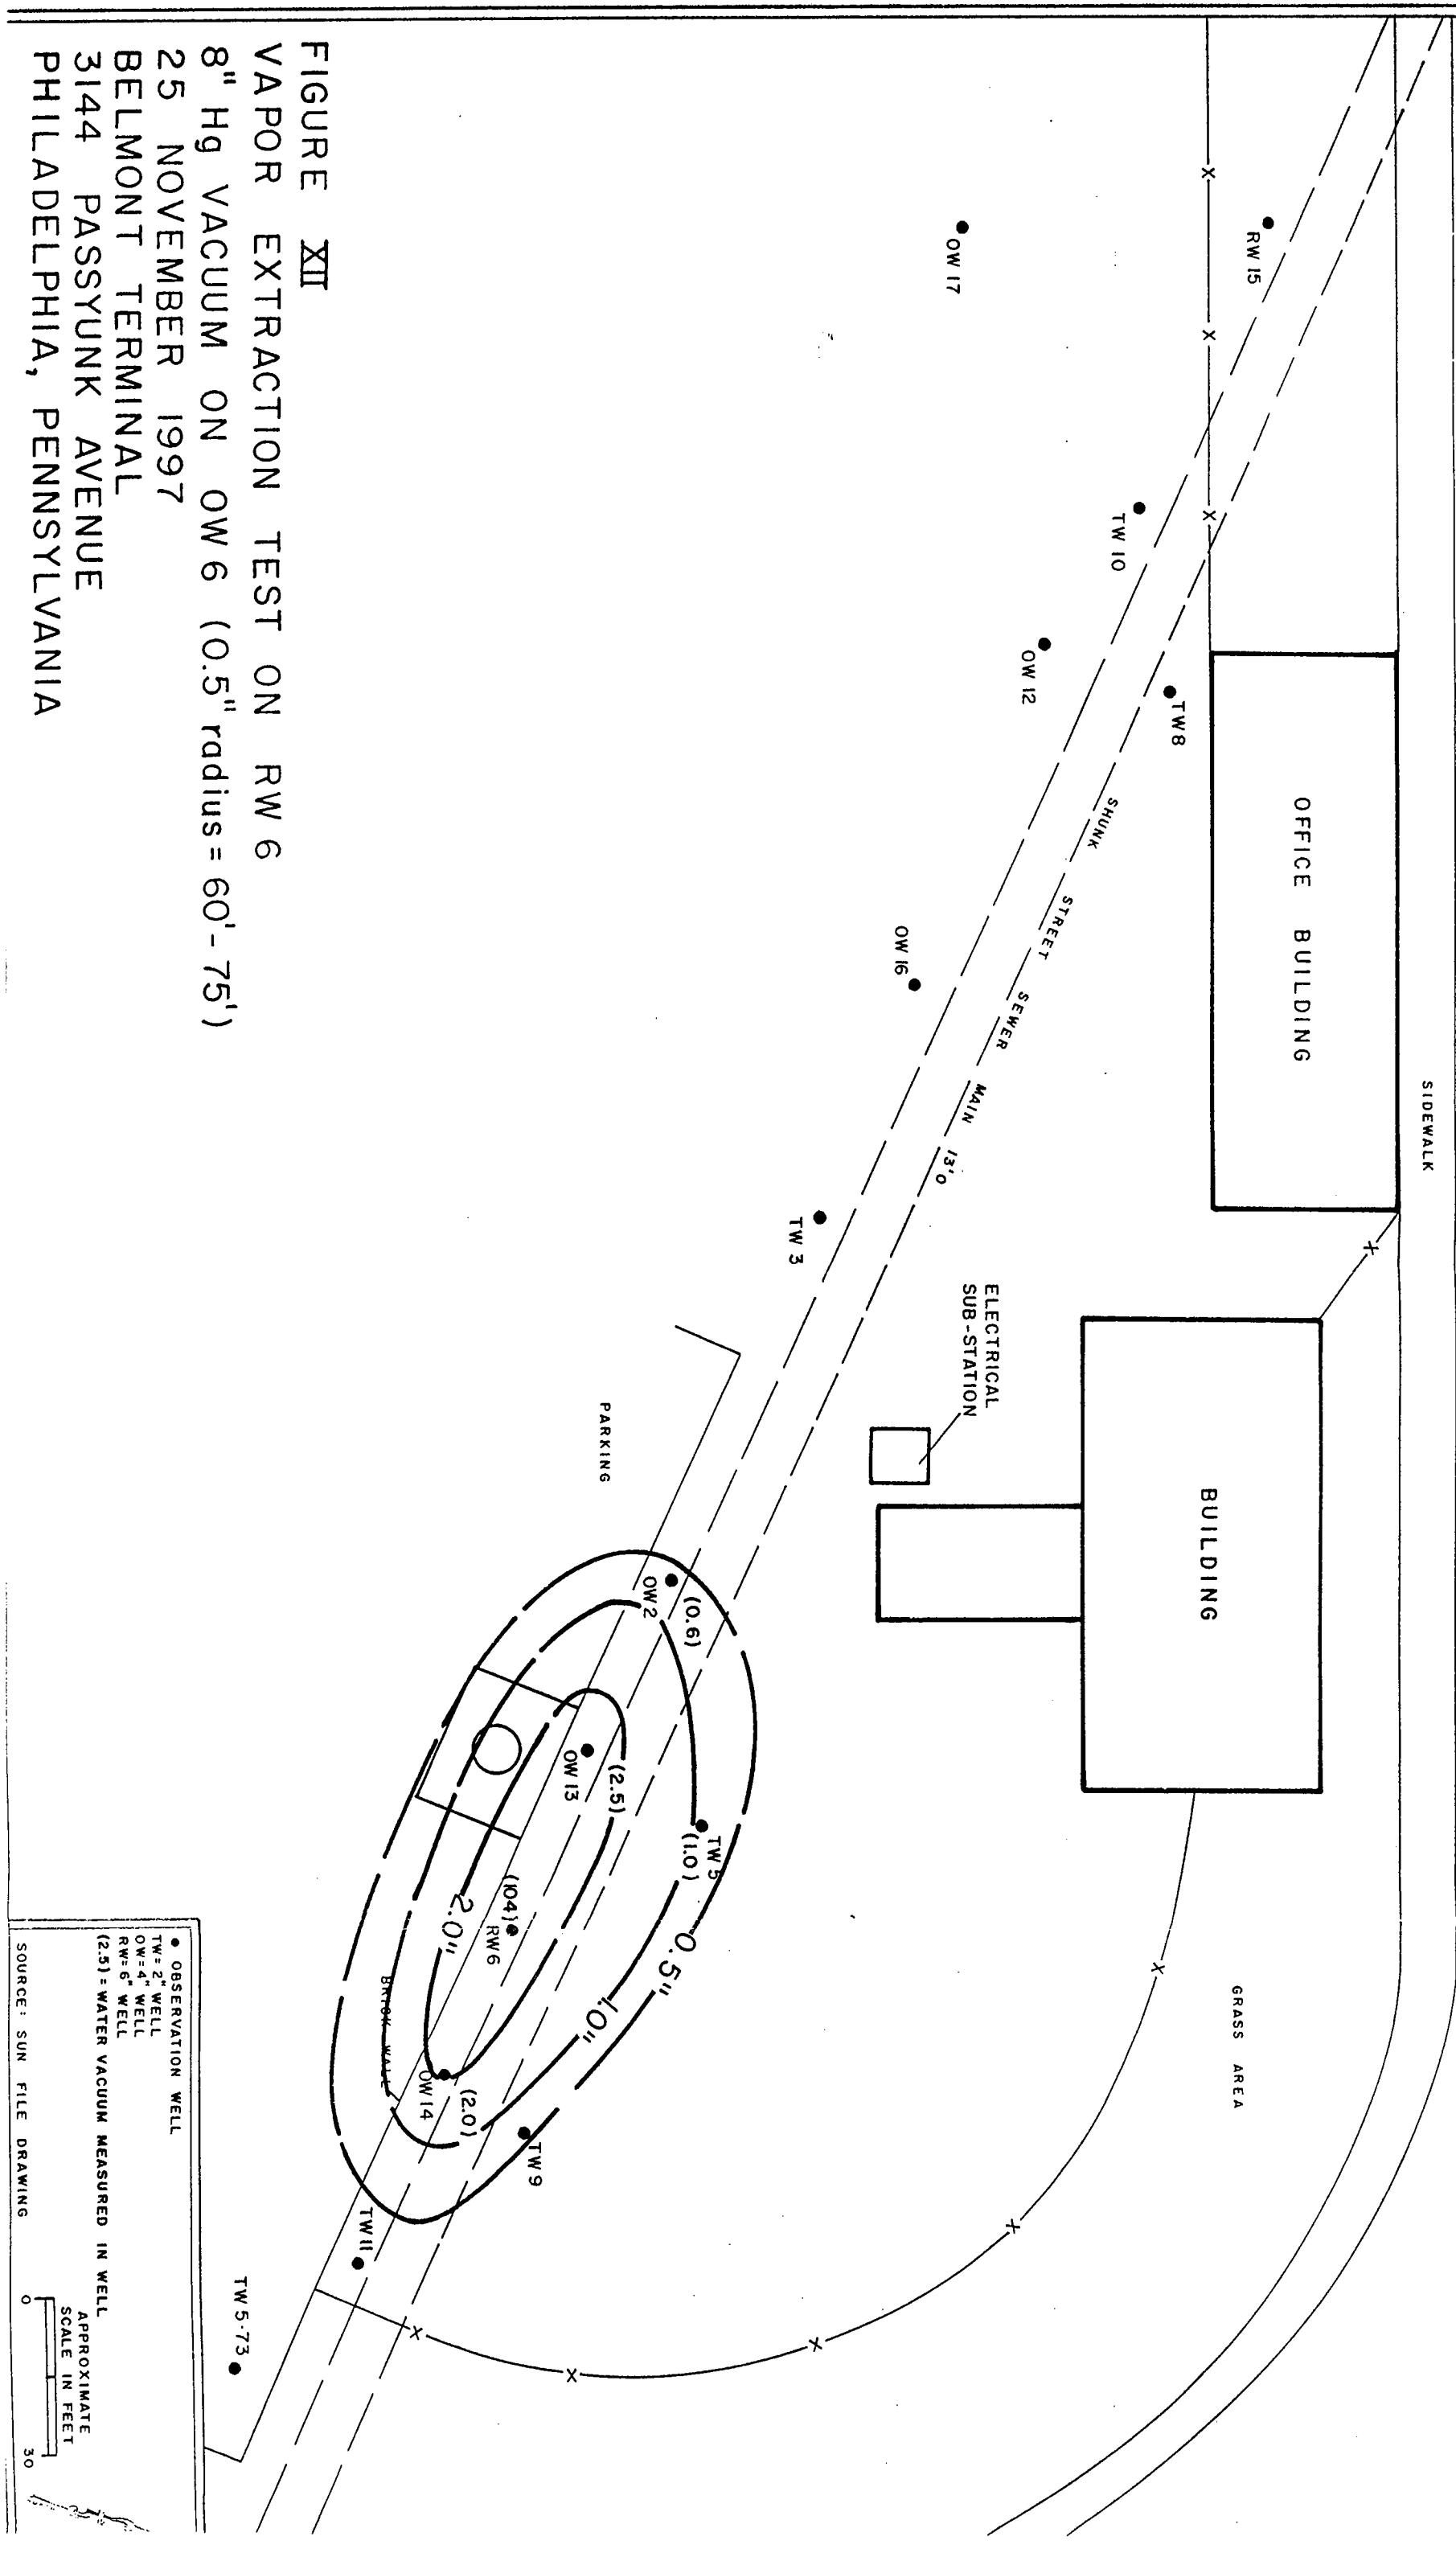 FIGURE XII
VAPOR EXTRACTION TEST ON RW 6
8" Hg VACUUM ON OW 6 (0.5" radius = 60' - 75')
25 NOVEMBER 1997
BELMONT TERMINAL
3144 PASSYUNK AVENUE
PHILADELPHIA, PENNSYLVANIA
SIDEWALK
OFFICE BUILDING
BUILDING
GRASS AREA
RW 15
OW 17
TW 10
TW 8
OW 12
SHUNK STREET SEWER MAIN 13'0
OW 16
TW 3
ELECTRICAL
SUB-STATION
PARKING
(0.6)
OW 2
(2.5)
OW 13
TW 5
(1.0)
(104)
RW 6
2.0"
0.5"
1.0"
BRICK WALL
(2.0)
OW 14
TW 9
TW 11
TW 5-73
● OBSERVATION WELL
TW = 2" WELL
OW = 4" WELL
RW = 6" WELL
(2.5) = WATER VACUUM MEASURED IN WELL
APPROXIMATE
SCALE IN FEET
0 30
SOURCE: SUN FILE DRAWING